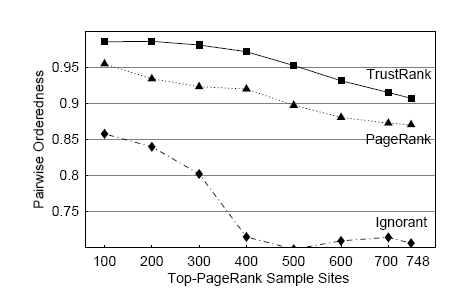 0.95
0.9
0.85
0.8
0.75
Pairwise Orderedness
TrustRank
PageRank
Ignorant
100 200 300 400 500 600 700 748
Top-PageRank Sample Sites